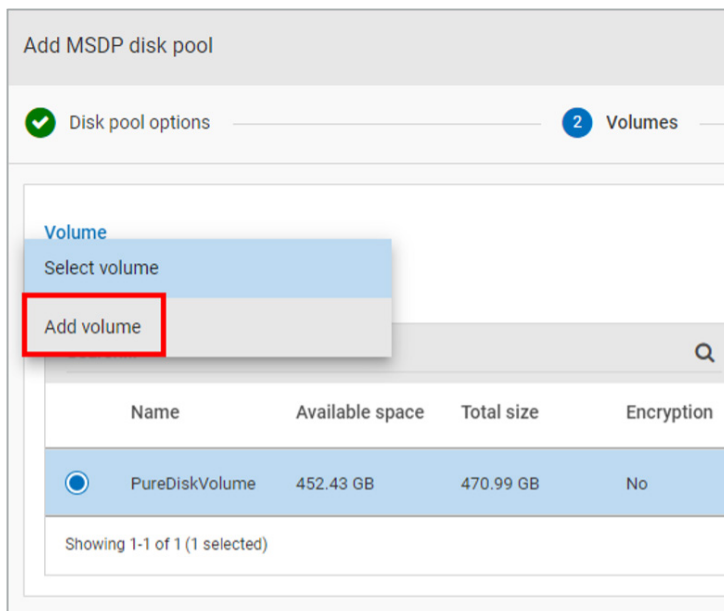 Add MSDP disk pool
Disk pool options
2 Volumes
Volume
Select volume
Add volume
Name Available space Total size Encryption
PureDiskVolume 452.43 GB 470.99 GB No
Showing 1-1 of 1 (1 selected)